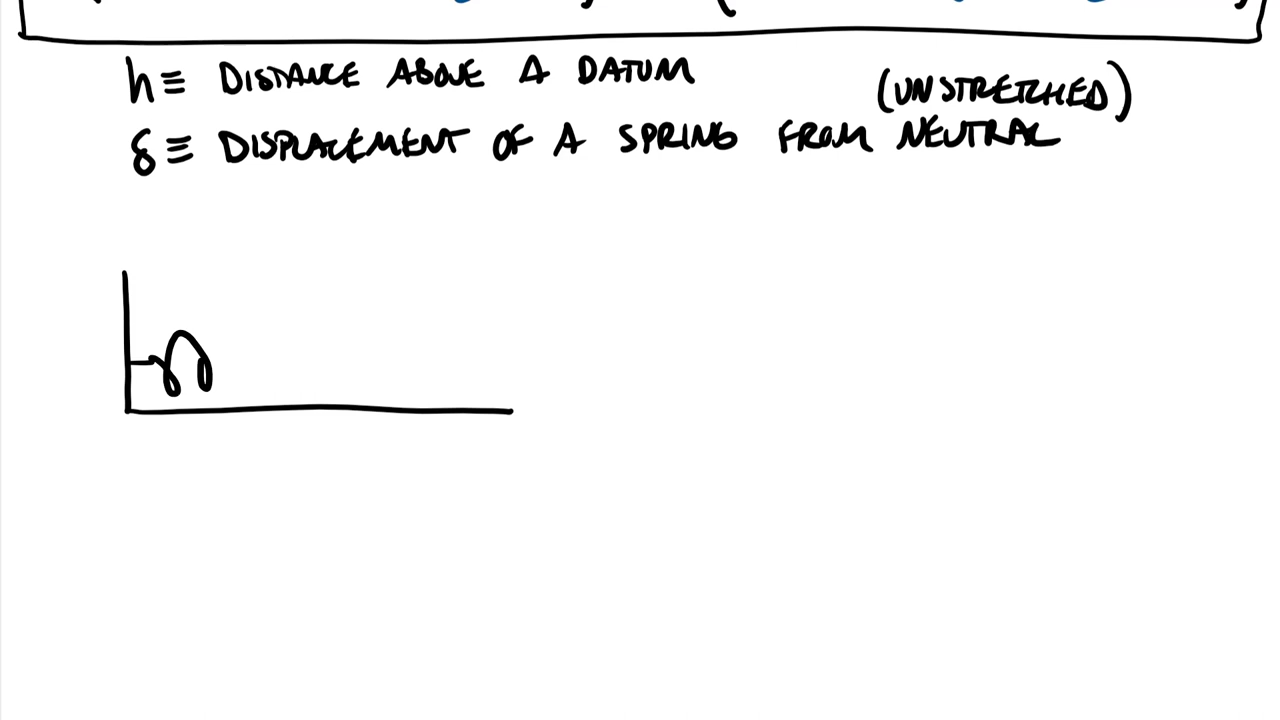 h ≡ DISTANCE ABOVE A DATUM
(UNSTRETCHED)
δ ≡ DISPLACEMENT OF A SPRING FROM NEUTRAL